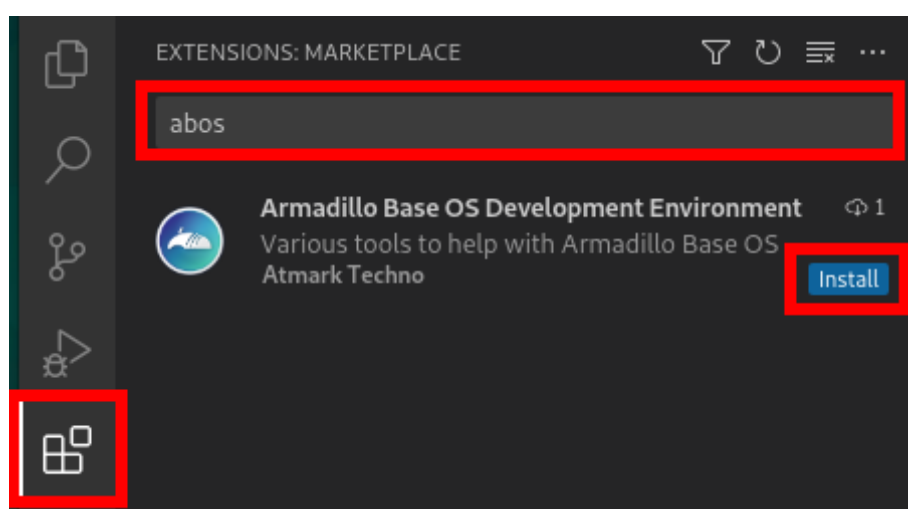 EXTENSIONS: MARKETPLACE
abos
Armadillo Base OS Development Environment 1
Various tools to help with Armadillo Base OS
Atmark Techno
Install